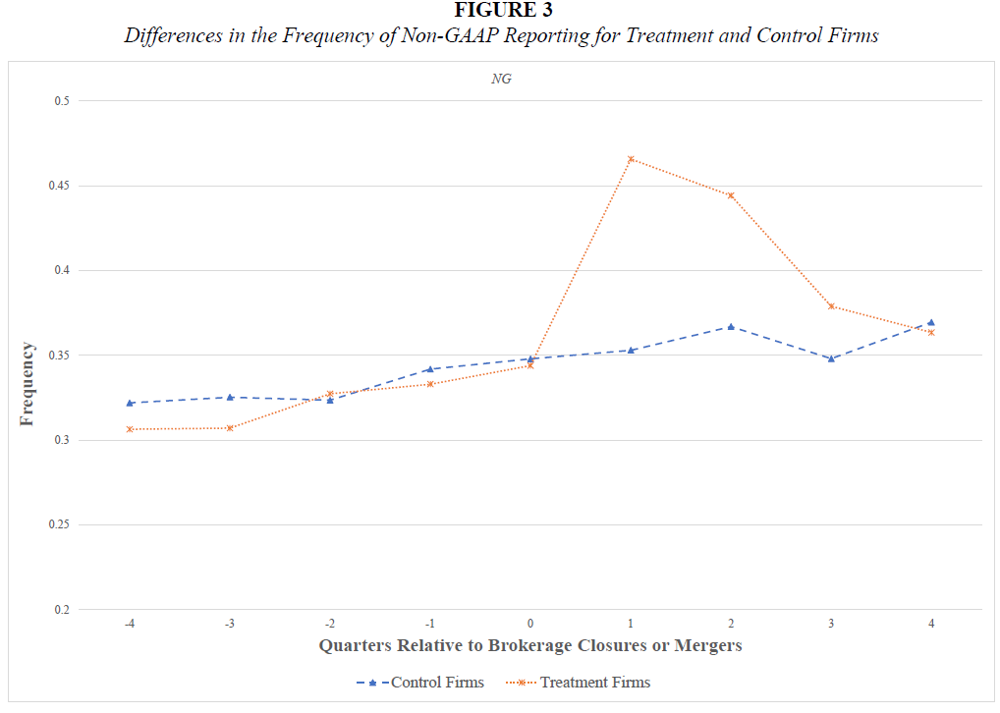 FIGURE 3
Differences in the Frequency of Non-GAAP Reporting for Treatment and Control Firms
NG
0.5
0.45
0.4
0.35
0.3
0.25
0.2
Frequency
-4 -3 -2 -1 0 1 2 3 4
Quarters Relative to Brokerage Closures or Mergers
Control Firms Treatment Firms